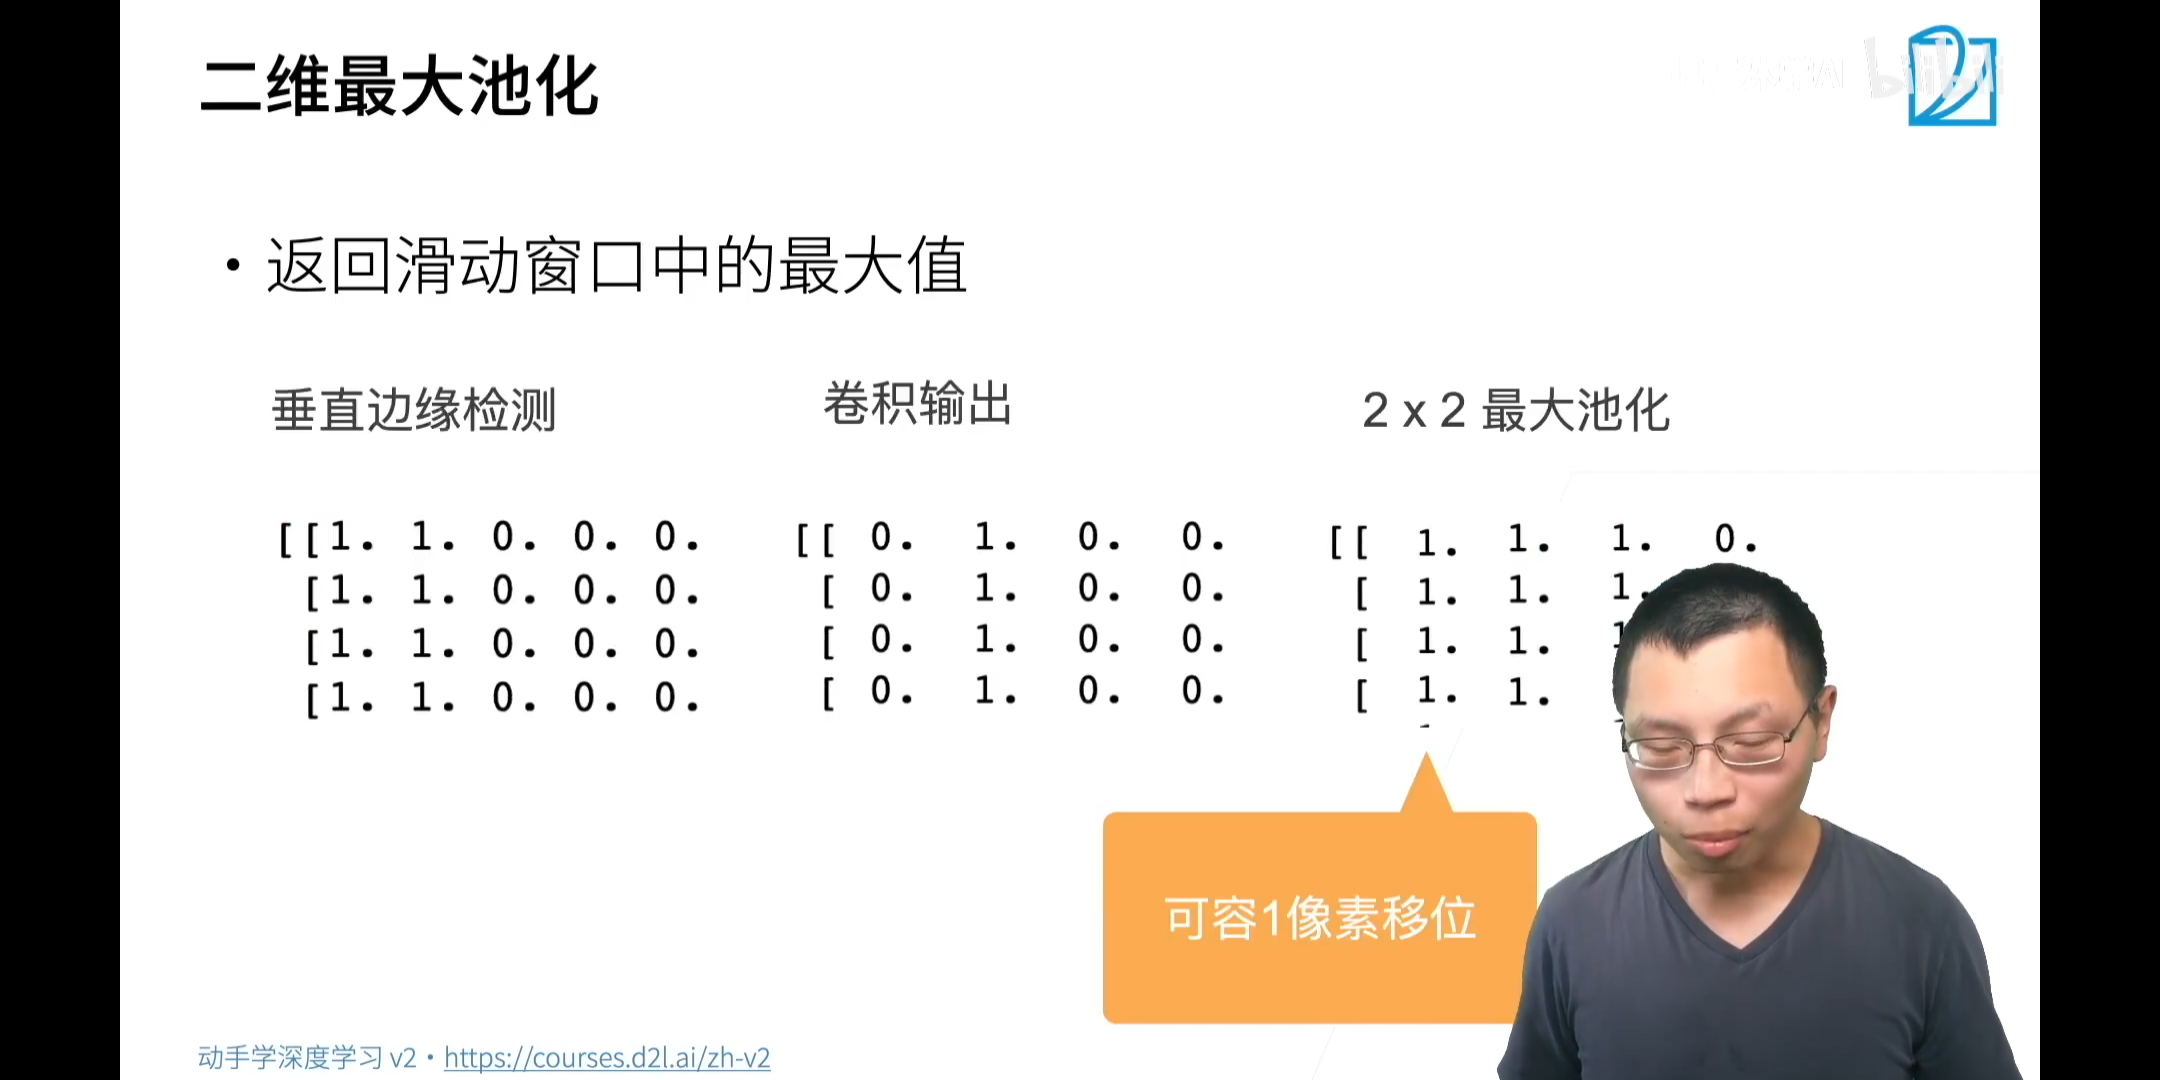 二维最大池化
bilibili
• 返回滑动窗口中的最大值
垂直边缘检测 卷积输出 2 x 2 最大池化
[[1. 1. 0. 0. 0. [[ 0. 1. 0. 0. [[ 1. 1. 1. 0.
[1. 1. 0. 0. 0. [ 0. 1. 0. 0. [ 1. 1. 1.
[1. 1. 0. 0. 0. [ 0. 1. 0. 0. [ 1. 1.
[1. 1. 0. 0. 0. [ 0. 1. 0. 0. [ 1. 1.
可容1像素移位
动手学深度学习 v2 • https://courses.d2l.ai/zh-v2